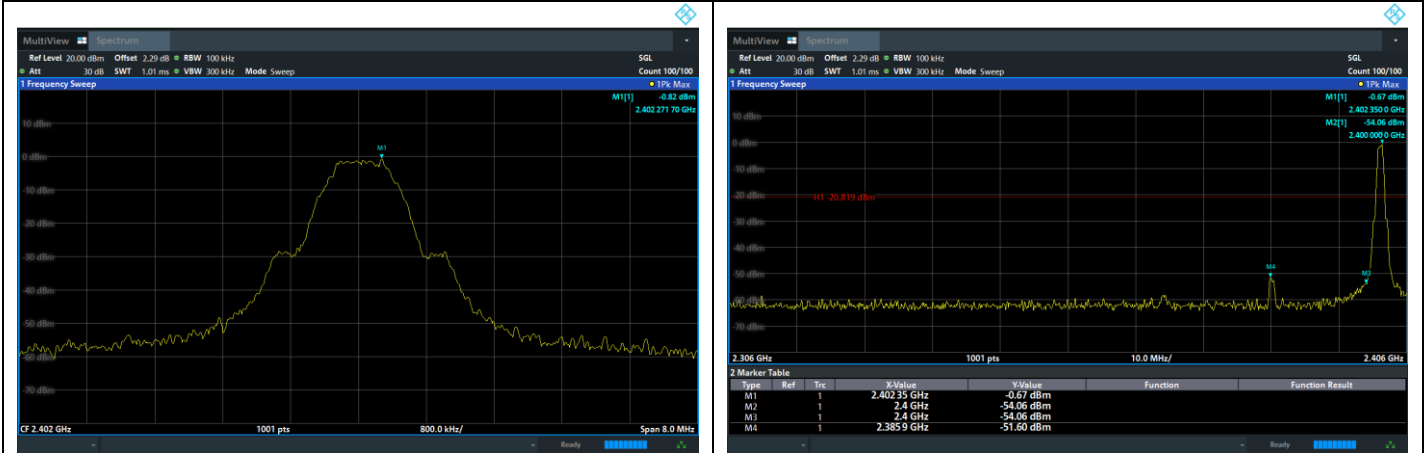 MultiView Spectrum
Ref Level 20.00 dBm Offset 2.29 dB RBW 100 kHz SGL
Att 30 dB SWT 1.01 ms VBW 300 kHz Mode Sweep Count 100/100
1 Frequency Sweep 1Pk Max
M1[1] -0.82 dBm
2.402 271 70 GHz
10 dBm
M1
0 dBm
-10 dBm
-20 dBm
-30 dBm
-40 dBm
-50 dBm
-60 dBm
-70 dBm
CF 2.402 GHz 1001 pts 800.0 kHz/ Span 8.0 MHz
Ready
MultiView Spectrum
Ref Level 20.00 dBm Offset 2.29 dB RBW 100 kHz SGL
Att 30 dB SWT 1.01 ms VBW 300 kHz Mode Sweep Count 100/100
1 Frequency Sweep 1Pk Max
M1[1] -0.67 dBm
2.402 350 0 GHz
10 dBm
M2[1] -54.06 dBm
2.400 000 0 GHz
0 dBm
-10 dBm
-20 dBm
H1 -20.819 dBm
-30 dBm
-40 dBm
-50 dBm
M4
M3
-60 dBm
-70 dBm
2.306 GHz 1001 pts 10.0 MHz/ 2.406 GHz
2 Marker Table
Type Ref Trc X-Value Y-Value Function Function Result
M1 1 2.402 35 GHz -0.67 dBm
M2 1 2.4 GHz -54.06 dBm
M3 1 2.4 GHz -54.06 dBm
M4 1 2.385 9 GHz -51.60 dBm
Ready